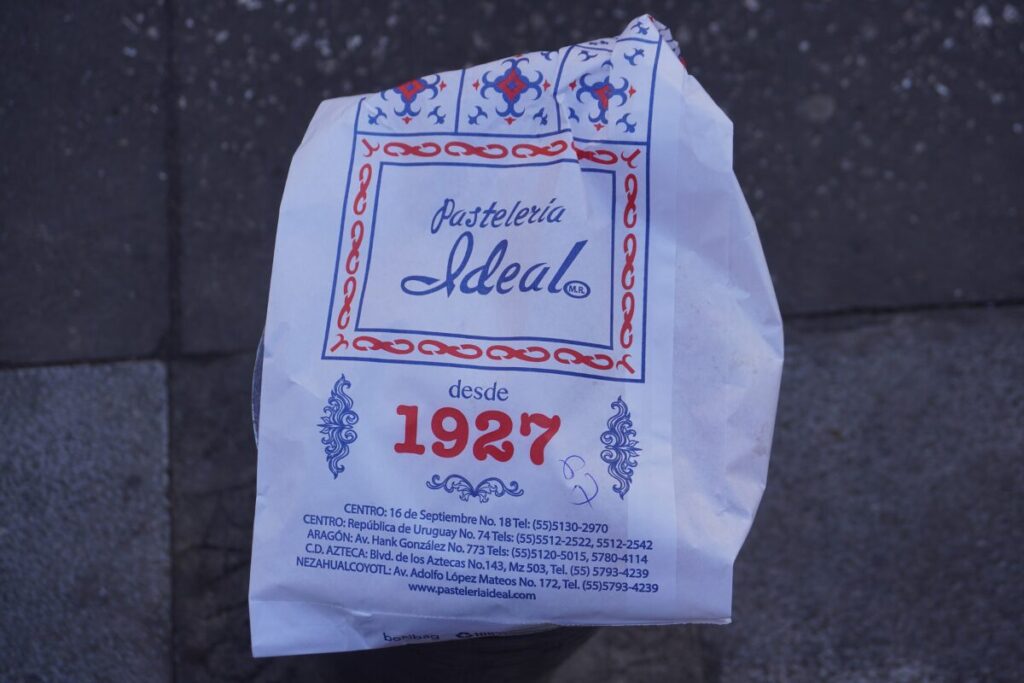 Pastelería
Ideal M.R.
desde
1927
CENTRO: 16 de Septiembre No. 18 Tel: (55)5130-2970
CENTRO: República de Uruguay No. 74 Tels: (55)5512-2522, 5512-2542
ARAGÓN: Av. Hank González No. 773 Tels: (55)5120-5015, 5780-4114
C.D. AZTECA: Blvd. de los Aztecas No.143, Mz 503, Tel. (55) 5793-4239
NEZAHUALCOYOTL: Av. Adolfo López Mateos No. 172, Tel. (55)5793-4239
www.pasteleriaideal.com